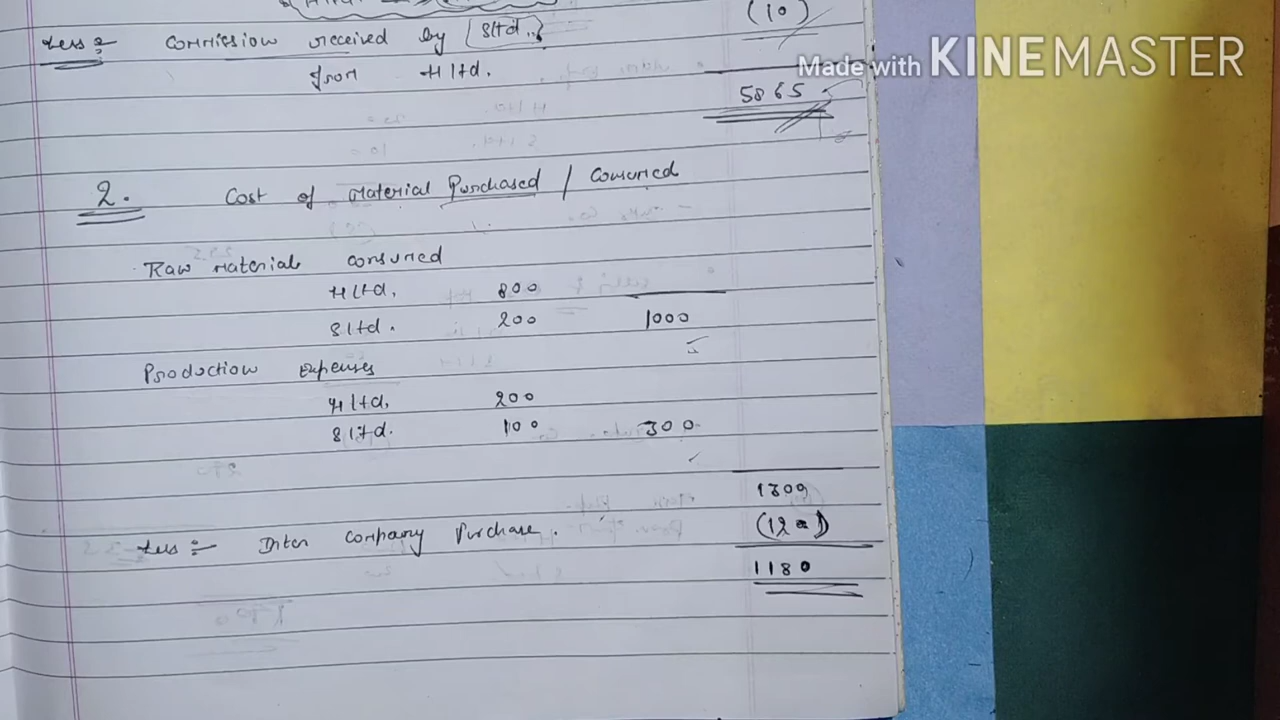 (10)
Less :- Commission received by S Ltd.
from H Ltd.
Made with KINEMASTER
5865
2. Cost of Material Purchased / Consumed
Raw Materials consumed
H Ltd. 800
S Ltd. 200 1000
Production expenses
H Ltd. 200
S Ltd. 100 300
1300
Less :- Inter company Purchase. (120)
1180